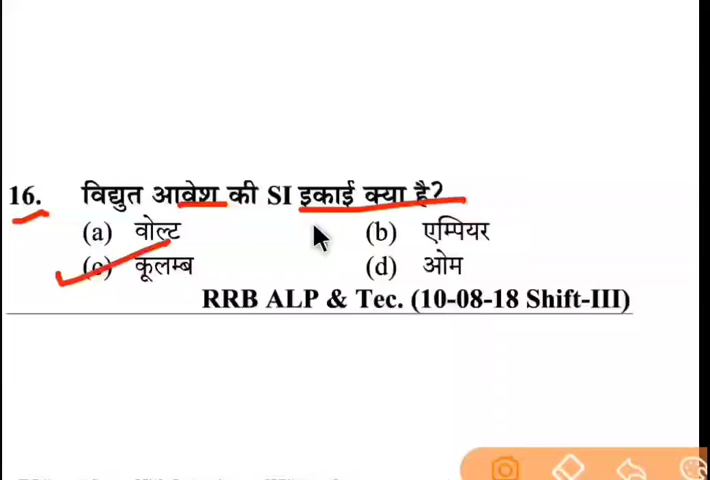 16. विद्युत आवेश की SI इकाई क्या है?
(a) वोल्ट (b) एम्पियर
(c) कूलम्ब (d) ओम
RRB ALP & Tec. (10-08-18 Shift-III)